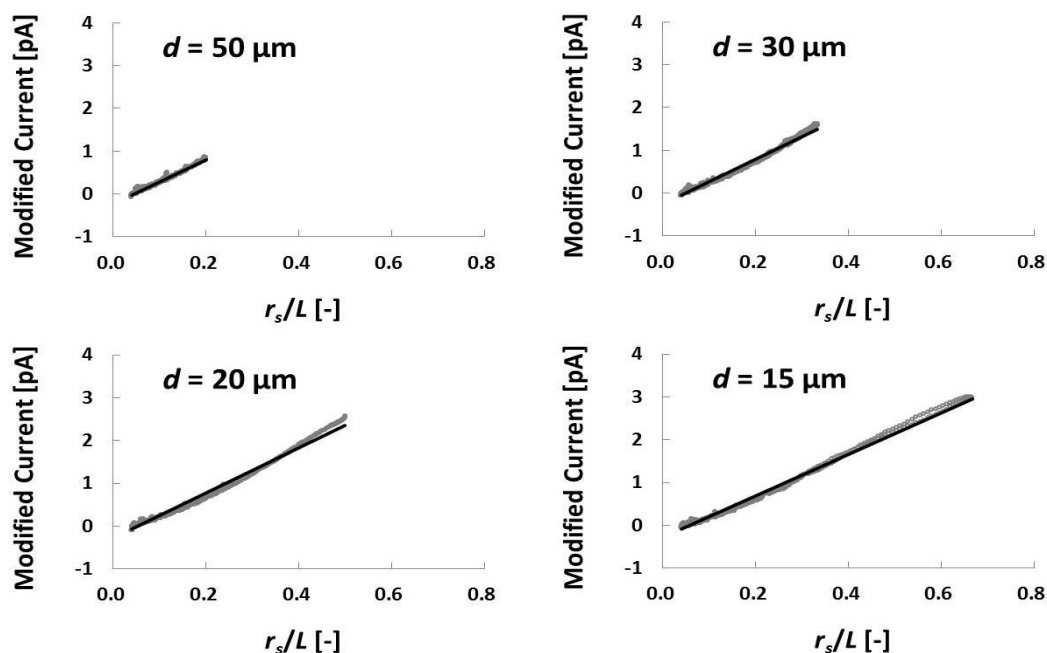 Modified Current [pA]
4
3
2
1
0
-1
d = 50 μm
0.0 0.2 0.4 0.6 0.8
rs/L [-]
Modified Current [pA]
4
3
2
1
0
-1
d = 30 μm
0.0 0.2 0.4 0.6 0.8
rs/L [-]
Modified Current [pA]
4
3
2
1
0
-1
d = 20 μm
0.0 0.2 0.4 0.6 0.8
rs/L [-]
Modified Current [pA]
4
3
2
1
0
-1
d = 15 μm
0.0 0.2 0.4 0.6 0.8
rs/L [-]